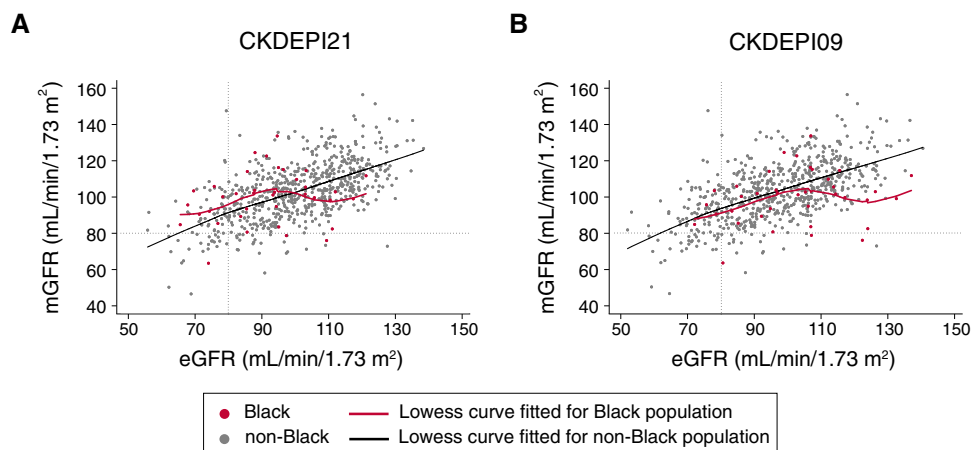 A
CKDEPI21
mGFR (mL/min/1.73 m²)
160
140
120
100
80
60
40
50
70
90
110
130
150
eGFR (mL/min/1.73 m²)
B
CKDEPI09
mGFR (mL/min/1.73 m²)
160
140
120
100
80
60
40
50
70
90
110
130
150
eGFR (mL/min/1.73 m²)
Black
Lowess curve fitted for Black population
non-Black
Lowess curve fitted for non-Black population